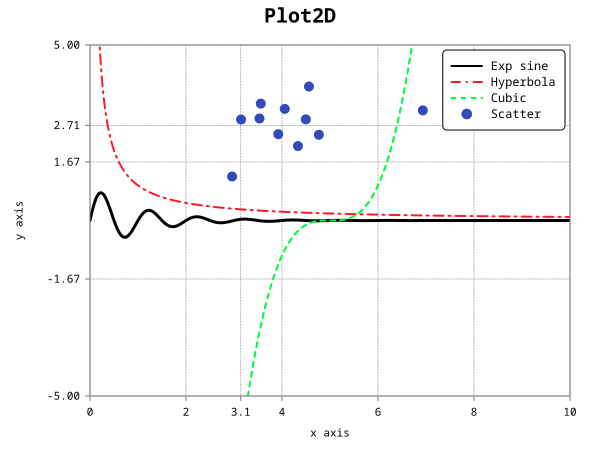 Plot2D
5.00
2.71
1.67
-1.67
-5.00
y axis
0 2 3.1 4 6 8 10
x axis
Exp sine
Hyperbola
Cubic
Scatter